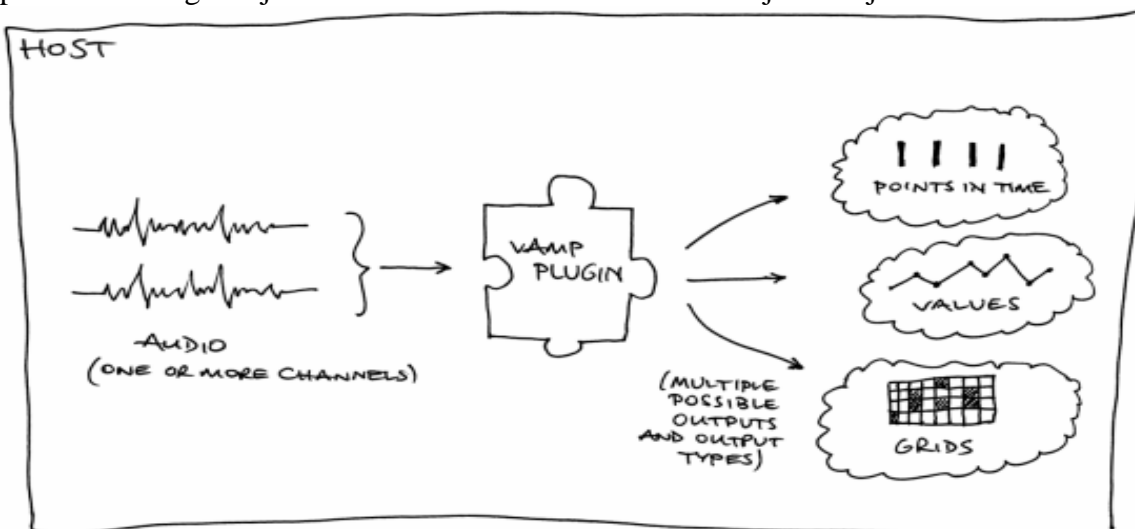 HOST
VAMP
PLUGIN
AUDIO
(ONE OR MORE CHANNELS)
(MULTIPLE
POSSIBLE
OUTPUTS
AND OUTPUT
TYPES)
POINTS IN TIME
VALUES
GRIDS